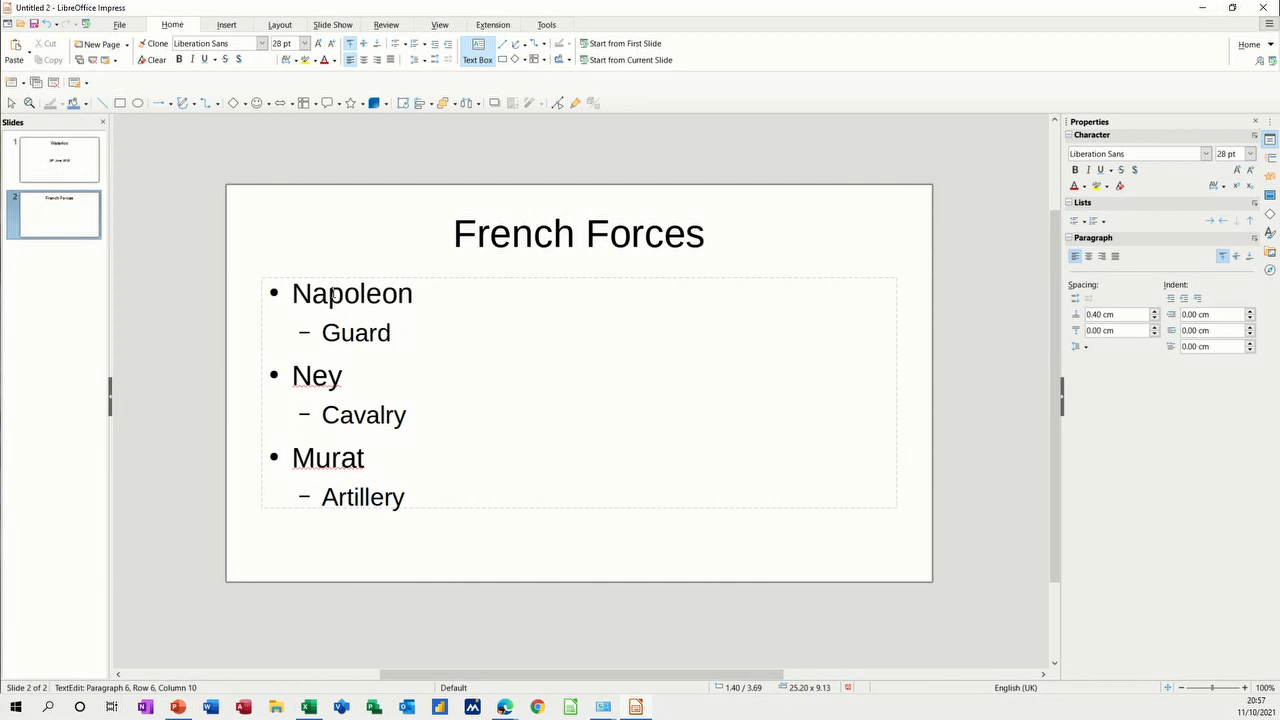 Untitled 2 - LibreOffice Impress
File Home Insert Layout Slide Show Review View Extension Tools
Paste Cut Copy New Page Clone Clear Liberation Sans 28 pt Text Box Start from First Slide Start from Current Slide Home
Slides
1 Waterloo
2 French Forces
French Forces
• Napoleon
– Guard
• Ney
– Cavalry
• Murat
– Artillery
Properties
Character
Liberation Sans 28 pt
Lists
Paragraph
Spacing: Indent:
0.40 cm 0.00 cm
0.00 cm 0.00 cm
0.00 cm
Slide 2 of 2 TextEdit: Paragraph 6, Row 6, Column 10 Default 1.40 / 3.69 25.20 x 9.13 English (UK) 100%
20:57
11/10/2021